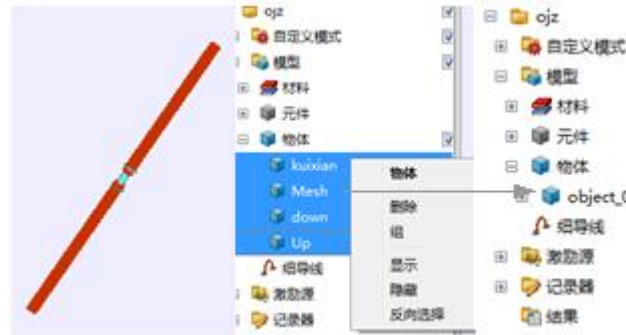 ojz
自定义模式
模型
材料
元件
物体
kuixian
Mesh
down
Up
细导线
激励源
记录器
物体
删除
组
显示
隐藏
反向选择
ojz
自定义模式
模型
材料
元件
物体
object_0
细导线
激励源
记录器
结果